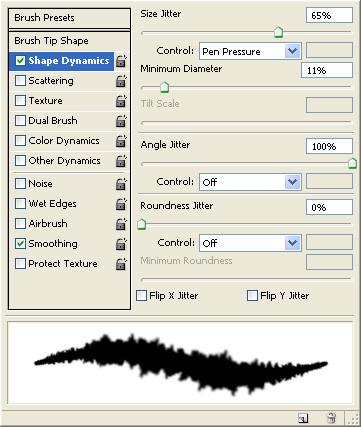 Brush Presets
Brush Tip Shape
Shape Dynamics
Scattering
Texture
Dual Brush
Color Dynamics
Other Dynamics
Noise
Wet Edges
Airbrush
Smoothing
Protect Texture
Size Jitter 65%
Control: Pen Pressure
Minimum Diameter 11%
Tilt Scale
Angle Jitter 100%
Control: Off
Roundness Jitter 0%
Control: Off
Minimum Roundness
Flip X Jitter Flip Y Jitter